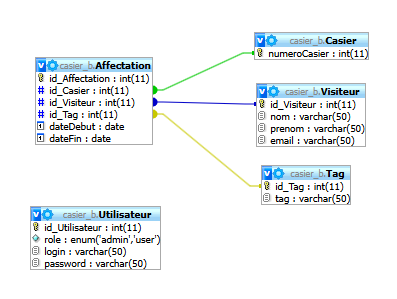 casier_b.Affectation
id_Affectation : int(11)
id_Casier : int(11)
id_Visiteur : int(11)
id_Tag : int(11)
dateDebut : date
dateFin : date
casier_b.Casier
numeroCasier : int(11)
casier_b.Visiteur
id_Visiteur : int(11)
nom : varchar(50)
prenom : varchar(50)
email : varchar(50)
casier_b.Tag
id_Tag : int(11)
tag : varchar(50)
casier_b.Utilisateur
id_Utilisateur : int(11)
role : enum('admin','user')
login : varchar(50)
password : varchar(50)